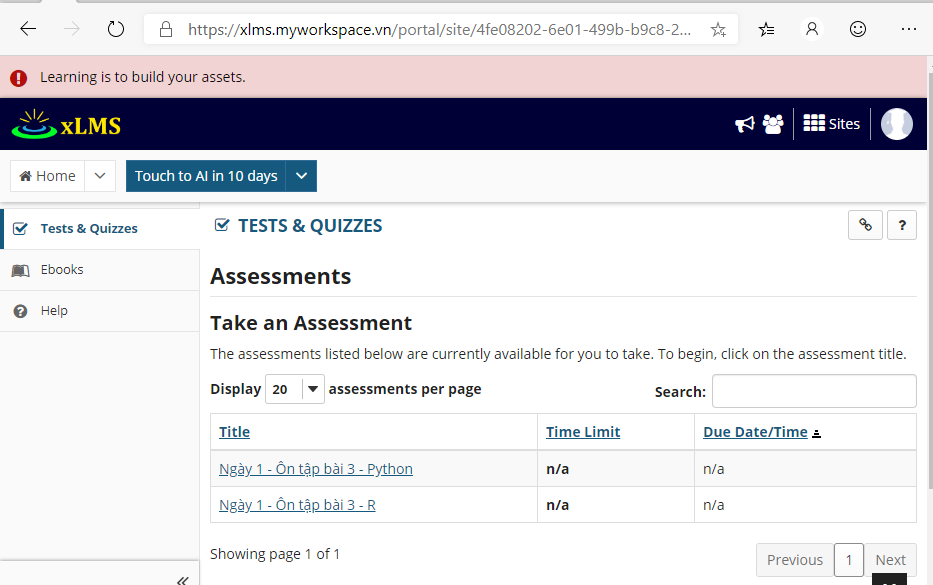 https://xlms.myworkspace.vn/portal/site/4fe08202-6e01-499b-b9c8-2...
Learning is to build your assets.
xLMS
Sites
Home
Touch to AI in 10 days
Tests & Quizzes
Ebooks
Help
TESTS & QUIZZES
?
Assessments
Take an Assessment
The assessments listed below are currently available for you to take. To begin, click on the assessment title.
Display 20 assessments per page
Search:
Title Time Limit Due Date/Time
Ngày 1 - Ôn tập bài 3 - Python n/a n/a
Ngày 1 - Ôn tập bài 3 - R n/a n/a
Showing page 1 of 1
Previous 1 Next